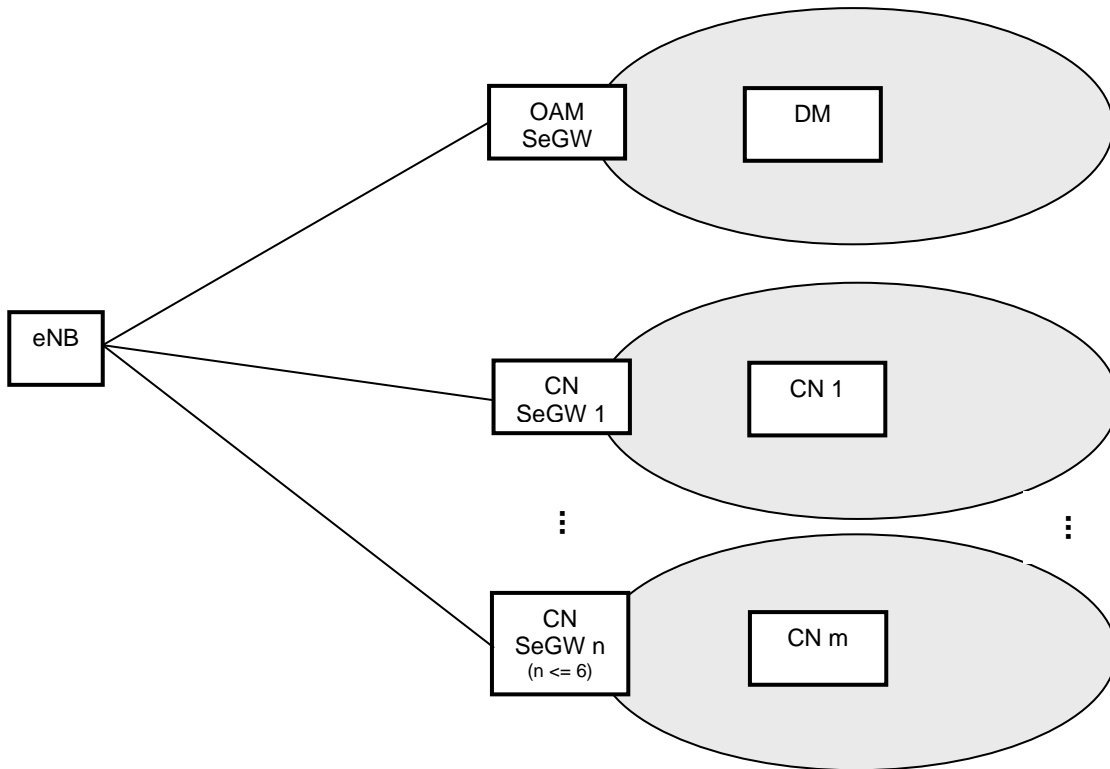 OAM
SeGW
DM
eNB
CN
SeGW 1
CN 1
...
...
CN
SeGW n
(n <= 6)
CN m